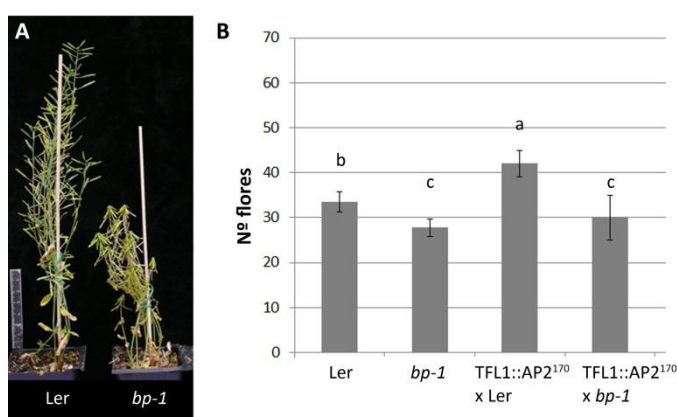 A
Ler
bp-1
B
70
60
50
40
30
20
10
0
Nº flores
b
c
a
c
Ler
bp-1
TFL1::AP2¹⁷⁰
x Ler
TFL1::AP2¹⁷⁰
x bp-1